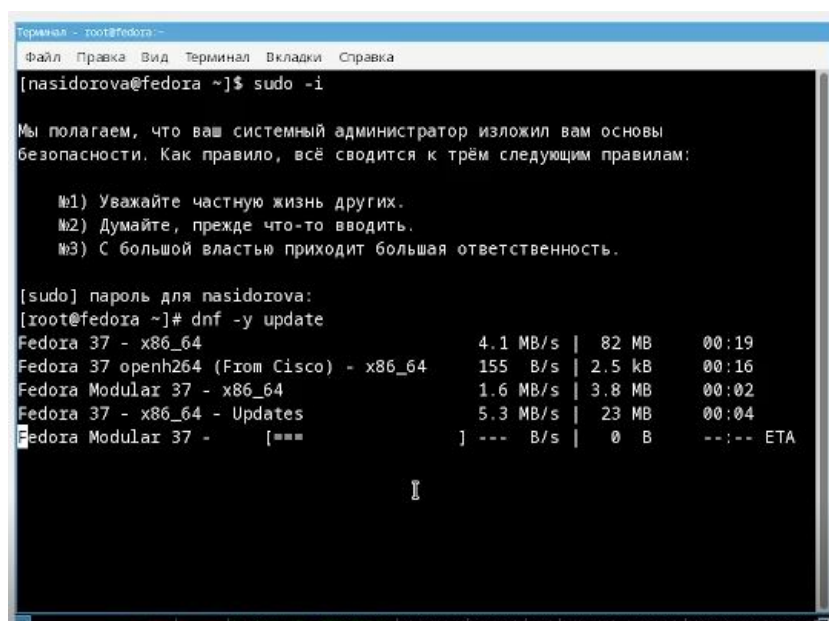 Терминал - root@fedora:~
Файл Правка Вид Терминал Вкладки Справка
[nasidorova@fedora ~]$ sudo -i
Мы полагаем, что ваш системный администратор изложил вам основы
безопасности. Как правило, всё сводится к трём следующим правилам:
№1) Уважайте частную жизнь других.
№2) Думайте, прежде что-то вводить.
№3) С большой властью приходит большая ответственность.
[sudo] пароль для nasidorova:
[root@fedora ~]# dnf -y update
Fedora 37 - x86_64 4.1 MB/s | 82 MB 00:19
Fedora 37 openh264 (From Cisco) - x86_64 155 B/s | 2.5 kB 00:16
Fedora Modular 37 - x86_64 1.6 MB/s | 3.8 MB 00:02
Fedora 37 - x86_64 - Updates 5.3 MB/s | 23 MB 00:04
Fedora Modular 37 - [=== ] --- B/s | 0 B --:-- ETA